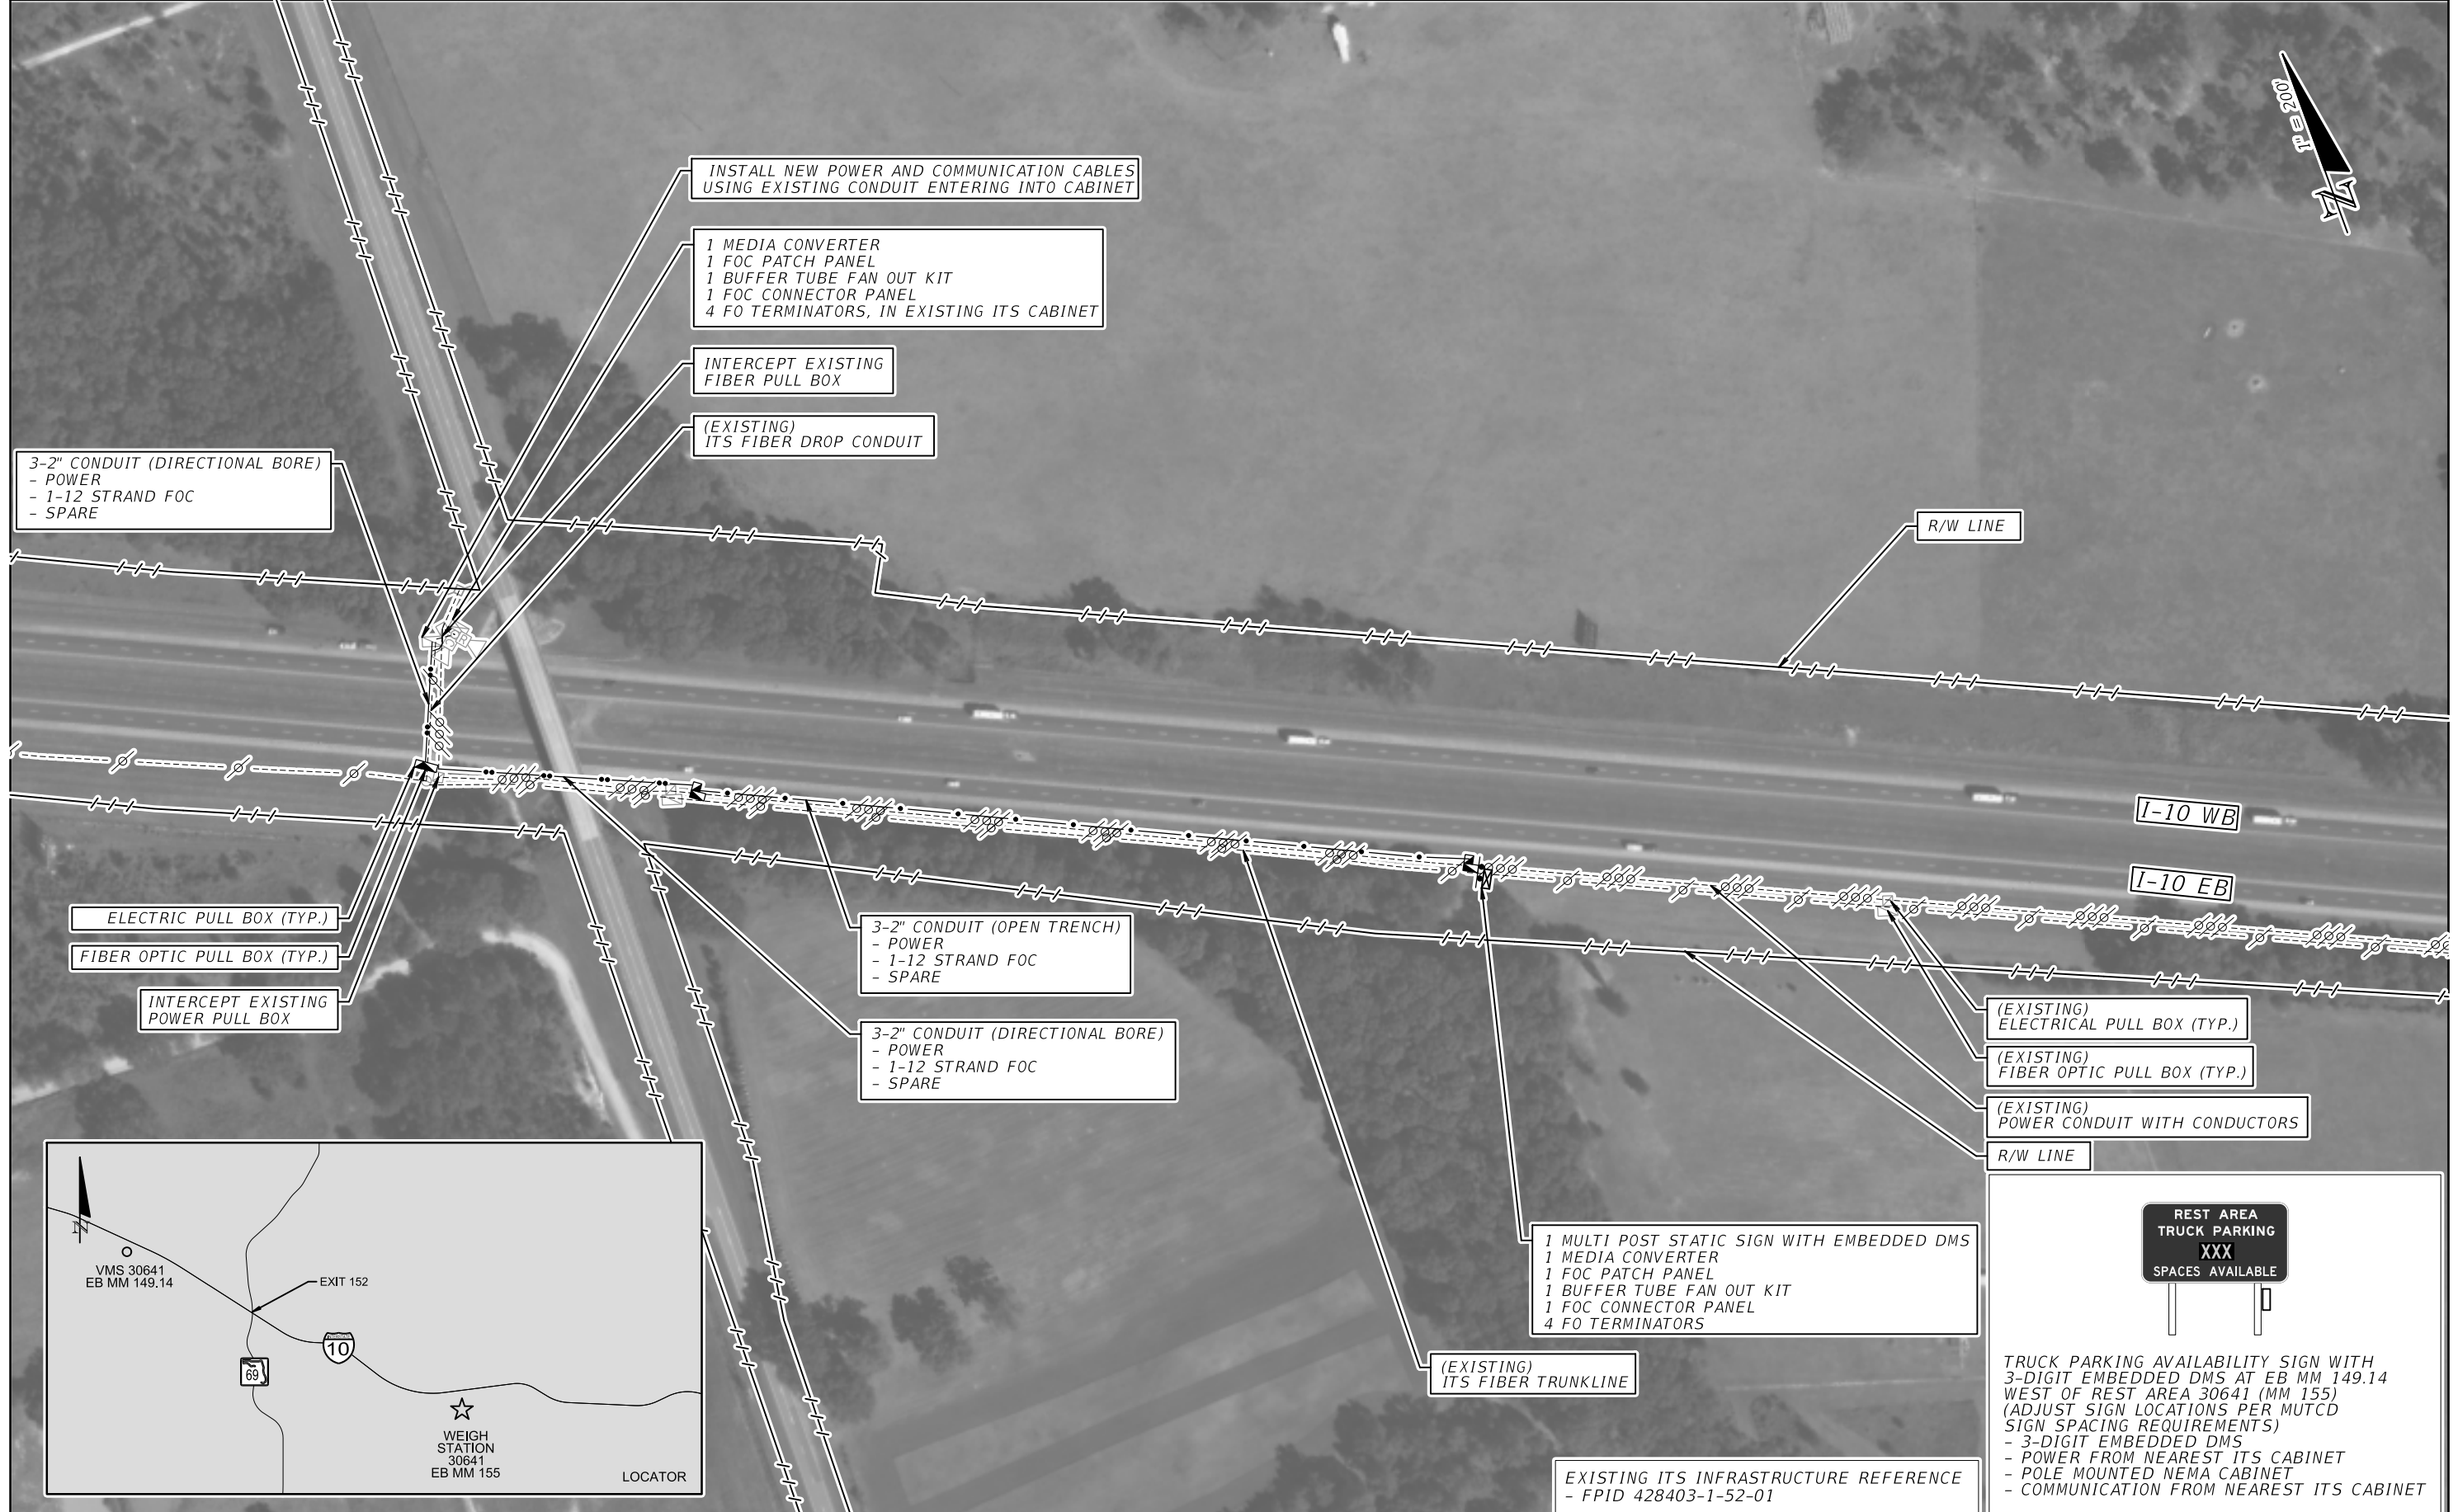 1" = 200'
N
INSTALL NEW POWER AND COMMUNICATION CABLES
USING EXISTING CONDUIT ENTERING INTO CABINET
1 MEDIA CONVERTER
1 FOC PATCH PANEL
1 BUFFER TUBE FAN OUT KIT
1 FOC CONNECTOR PANEL
4 FO TERMINATORS, IN EXISTING ITS CABINET
INTERCEPT EXISTING
FIBER PULL BOX
(EXISTING)
ITS FIBER DROP CONDUIT
3-2" CONDUIT (DIRECTIONAL BORE)
- POWER
- 1-12 STRAND FOC
- SPARE
R/W LINE
I-10 WB
I-10 EB
ELECTRIC PULL BOX (TYP.)
FIBER OPTIC PULL BOX (TYP.)
INTERCEPT EXISTING
POWER PULL BOX
3-2" CONDUIT (OPEN TRENCH)
- POWER
- 1-12 STRAND FOC
- SPARE
3-2" CONDUIT (DIRECTIONAL BORE)
- POWER
- 1-12 STRAND FOC
- SPARE
(EXISTING)
ELECTRICAL PULL BOX (TYP.)
(EXISTING)
FIBER OPTIC PULL BOX (TYP.)
(EXISTING)
POWER CONDUIT WITH CONDUCTORS
R/W LINE
1 MULTI POST STATIC SIGN WITH EMBEDDED DMS
1 MEDIA CONVERTER
1 FOC PATCH PANEL
1 BUFFER TUBE FAN OUT KIT
1 FOC CONNECTOR PANEL
4 FO TERMINATORS
(EXISTING)
ITS FIBER TRUNKLINE
N
VMS 30641
EB MM 149.14
EXIT 152
10
69
WEIGH
STATION
30641
EB MM 155
LOCATOR
REST AREA
TRUCK PARKING
XXX
SPACES AVAILABLE
TRUCK PARKING AVAILABILITY SIGN WITH
3-DIGIT EMBEDDED DMS AT EB MM 149.14
WEST OF REST AREA 30641 (MM 155)
(ADJUST SIGN LOCATIONS PER MUTCD
SIGN SPACING REQUIREMENTS)
- 3-DIGIT EMBEDDED DMS
- POWER FROM NEAREST ITS CABINET
- POLE MOUNTED NEMA CABINET
- COMMUNICATION FROM NEAREST ITS CABINET
EXISTING ITS INFRASTRUCTURE REFERENCE
- FPID 428403-1-52-01